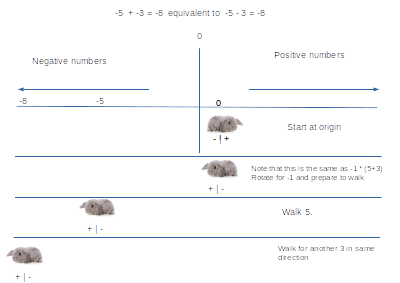 -5 + -3 = -8 equivalent to -5 - 3 = -8
0
Negative numbers
Positive numbers
-8 -5 0
Start at origin
- | +
Note that this is the same as -1 * (5+3)
Rotate for -1 and prepare to walk
+ | -
Walk 5.
+ | -
Walk for another 3 in same
direction
+ | -